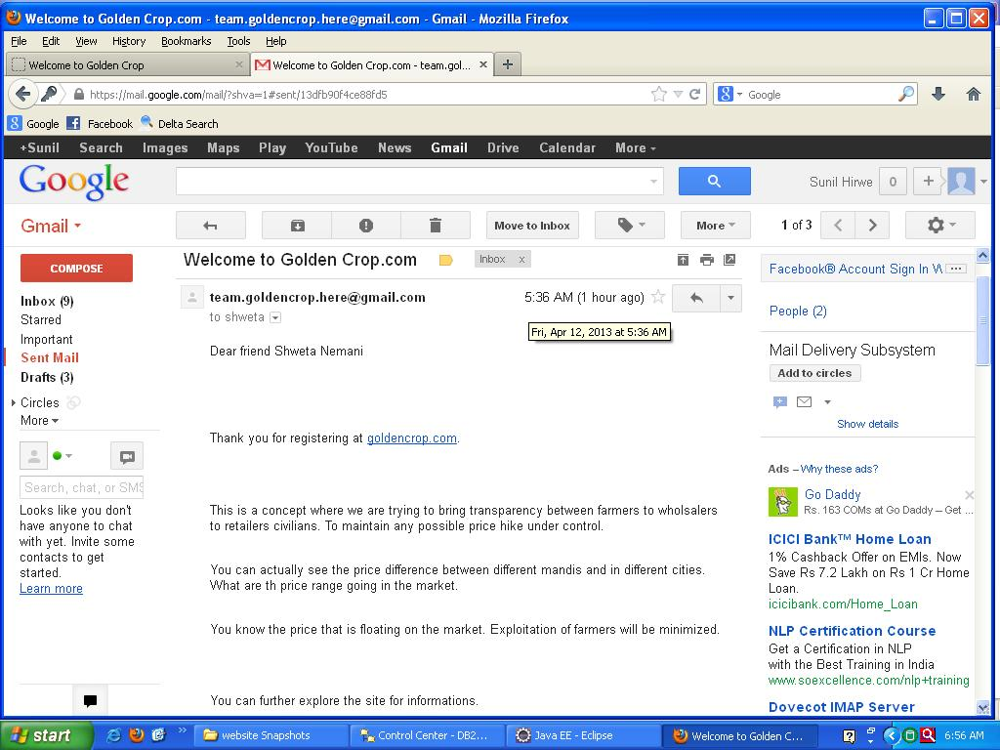 Welcome to Golden Crop.com - team.goldencrop.here@gmail.com - Gmail - Mozilla Firefox
File Edit View History Bookmarks Tools Help
Welcome to Golden Crop
Welcome to Golden Crop.com - team.gol...
https://mail.google.com/mail/?shva=1#sent/13dfb90f4ce88fd5
Google
Google Facebook Delta Search
+Sunil Search Images Maps Play YouTube News Gmail Drive Calendar More
Google
Sunil Hirwe 0 +
Gmail
Move to Inbox
More
1 of 3
COMPOSE
Inbox (9)
Starred
Important
Sent Mail
Drafts (3)
Circles
More
Search, chat, or SMS
Looks like you don't
have anyone to chat
with yet. Invite some
contacts to get
started.
Learn more
Welcome to Golden Crop.com
Inbox x
team.goldencrop.here@gmail.com
5:36 AM (1 hour ago)
to shweta
Fri, Apr 12, 2013 at 5:36 AM
Dear friend Shweta Nemani
Thank you for registering at goldencrop.com.
This is a concept where we are trying to bring transparency between farmers to wholsalers
to retailers civilians. To maintain any possible price hike under control.
You can actually see the price difference between different mandis and in different cities.
What are th price range going in the market.
You know the price that is floating on the market. Exploitation of farmers will be minimized.
You can further explore the site for informations.
Facebook® Account Sign In
People (2)
Mail Delivery Subsystem
Add to circles
Show details
Ads – Why these ads?
Go Daddy
Rs. 163 COMs at Go Daddy – Get ...
ICICI Bank™ Home Loan
1% Cashback Offer on EMIs. Now
Save Rs 7.2 Lakh on Rs 1 Cr Home
Loan.
icicibank.com/Home_Loan
NLP Certification Course
Get a Certification in NLP
with the Best Training in India
www.soexcellence.com/nlp+training
Dovecot IMAP Server
start
website Snapshots
Control Center - DB2...
Java EE - Eclipse
Welcome to Golden C...
6:56 AM